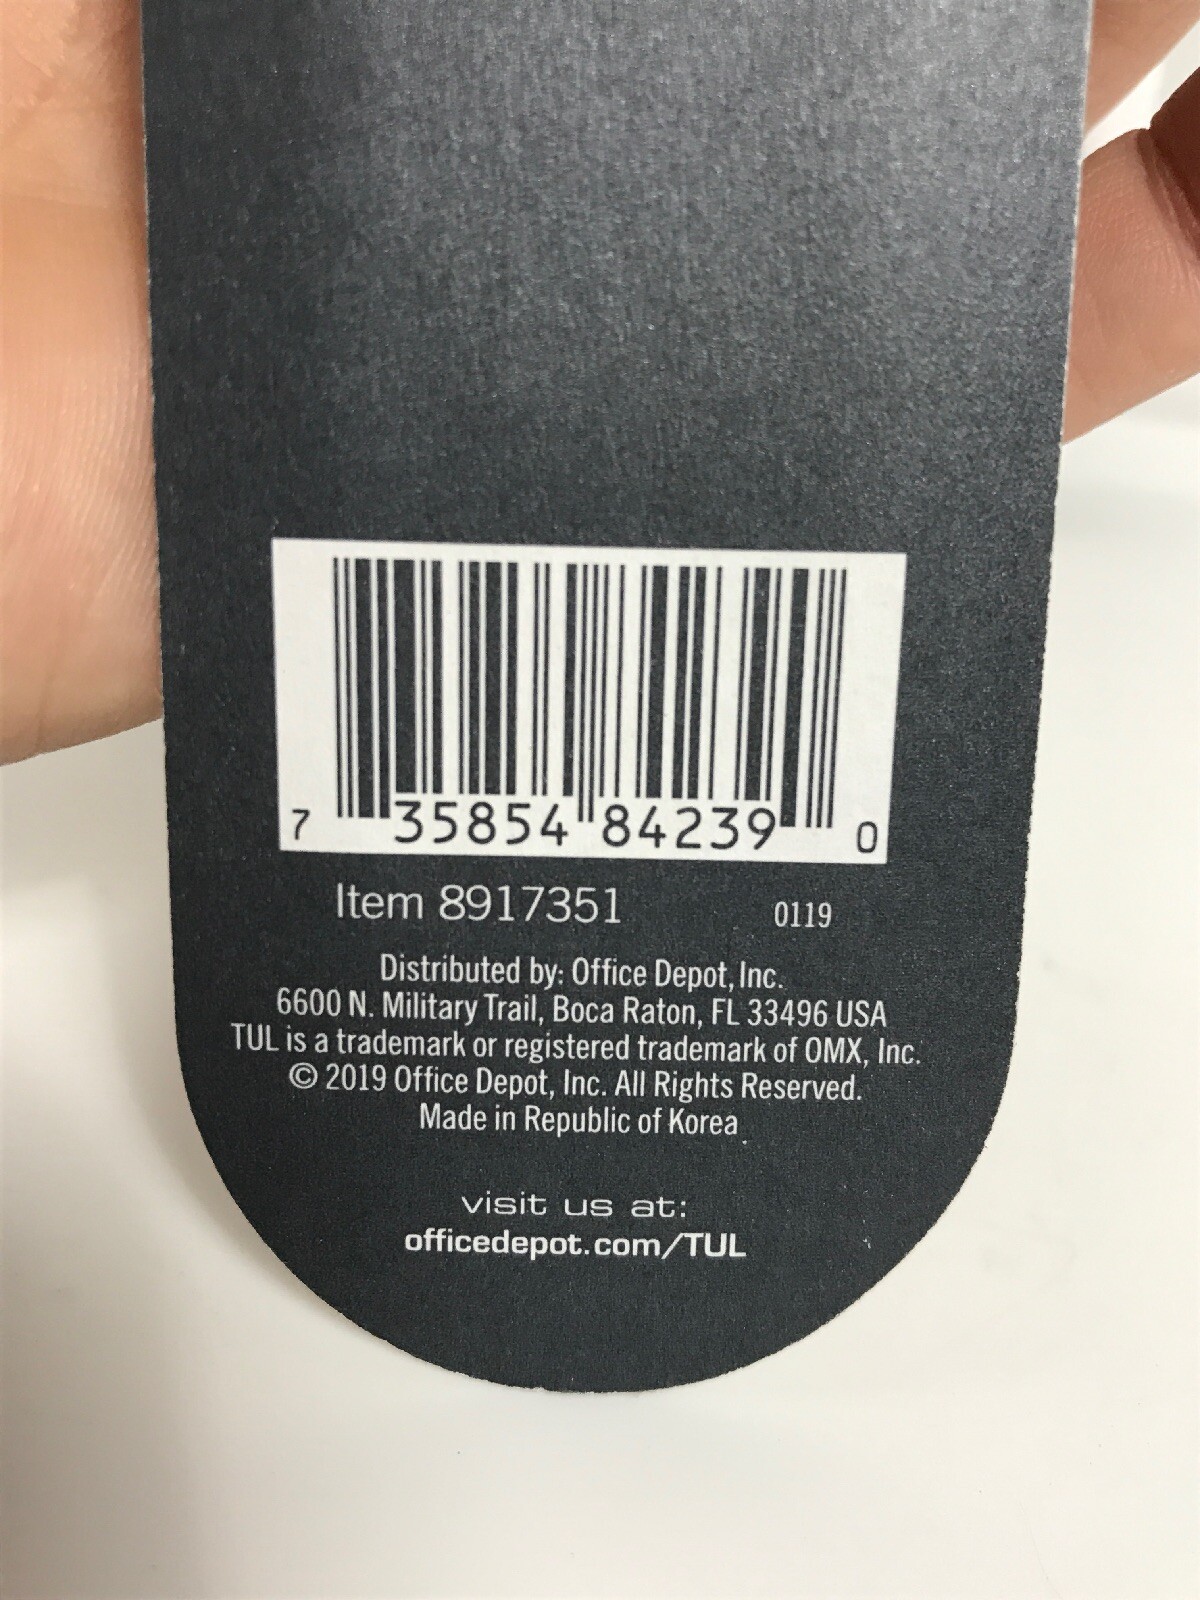 7 35854 84239 0
Item 8917351 0119
Distributed by: Office Depot, Inc.
6600 N. Military Trail, Boca Raton, FL 33496 USA
TUL is a trademark or registered trademark of OMX, Inc.
© 2019 Office Depot, Inc. All Rights Reserved.
Made in Republic of Korea
visit us at:
officedepot.com/TUL